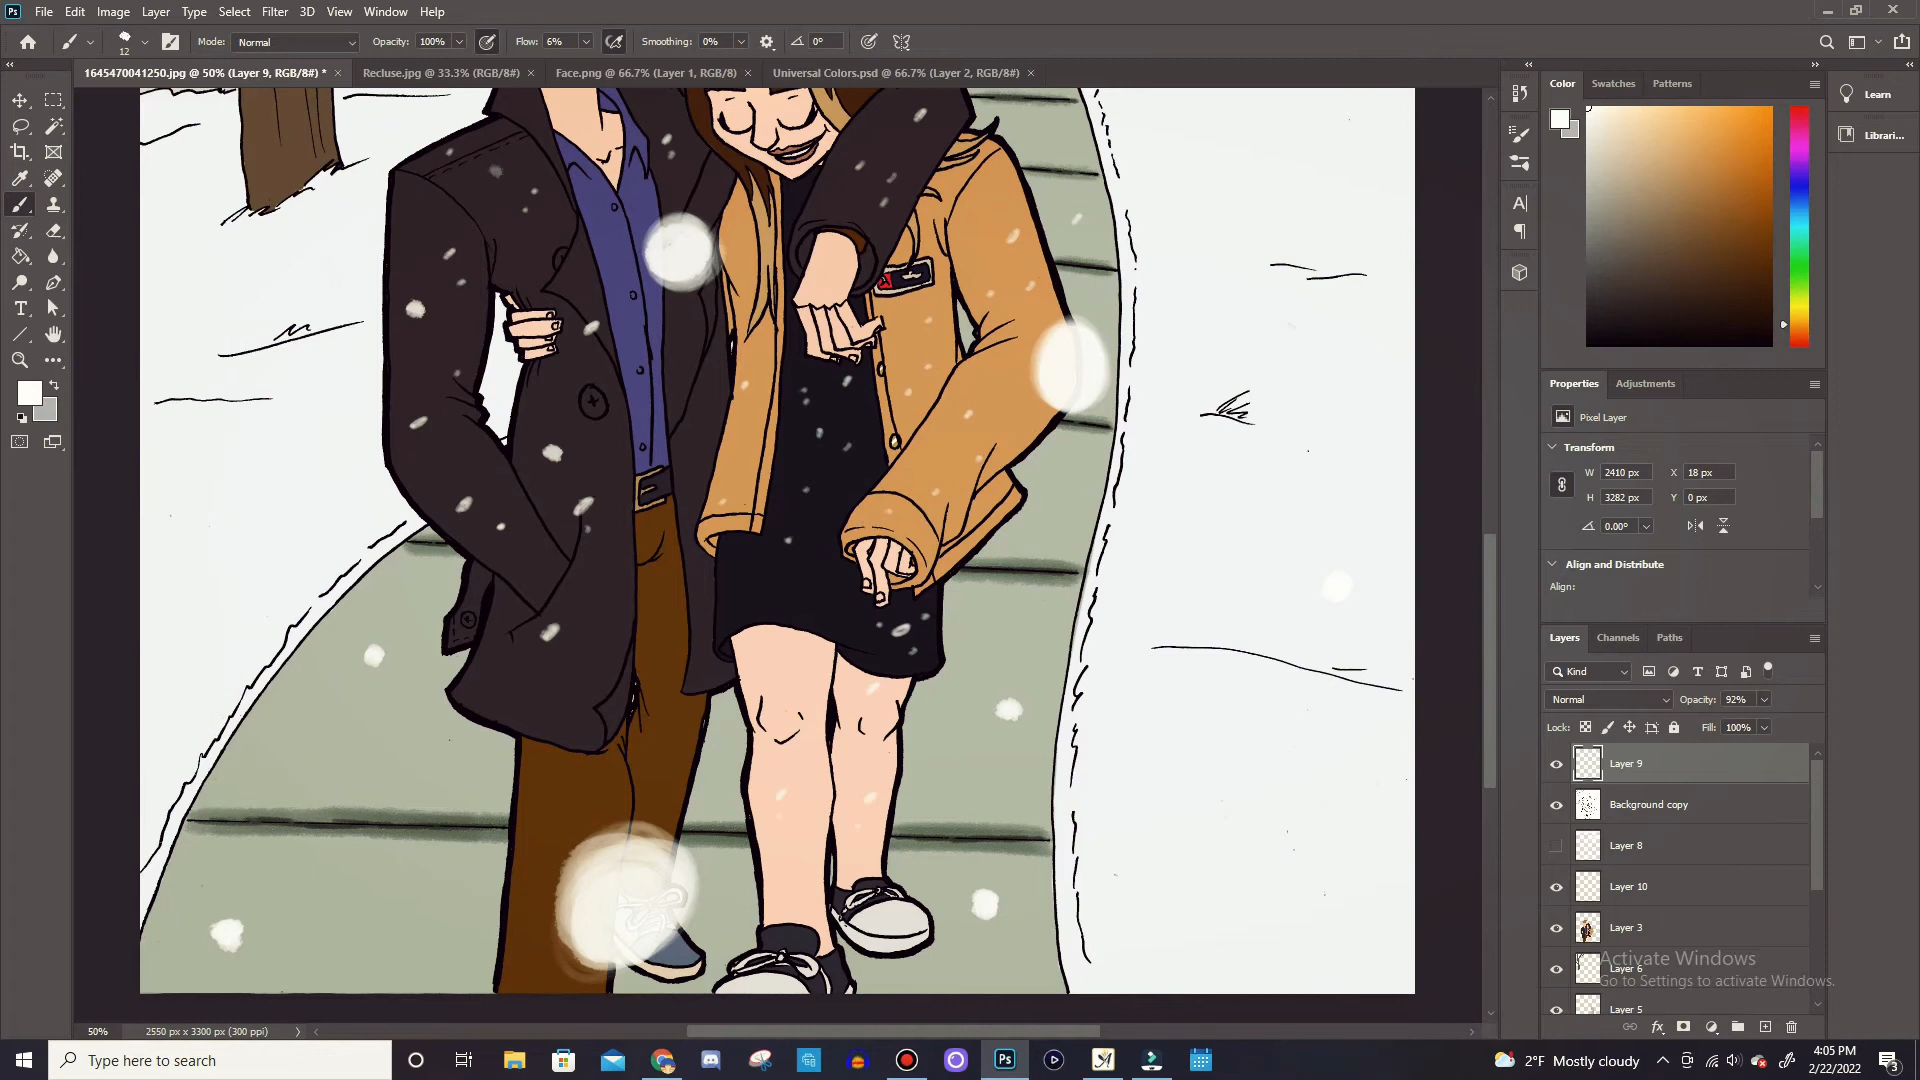 Ps File Edit Image Layer Type Select Filter 3D View Window Help
12 Mode: Normal Opacity: 100% Flow: 6% Smoothing: 0% 0°
1645470041250.jpg @ 50% (Layer 9, RGB/8#) * × Recluse.jpg @ 33.3% (RGB/8#) × Face.png @ 66.7% (Layer 1, RGB/8) × Universal Colors.psd @ 66.7% (Layer 2, RGB/8#) ×
Color Swatches Patterns
Learn
Librari...
Properties Adjustments
Pixel Layer
Transform
W 2410 px X 18 px
H 3282 px Y 0 px
0.00°
Align and Distribute
Align:
Layers Channels Paths
Kind
Normal Opacity: 92%
Lock: Fill: 100%
Layer 9
Background copy
Layer 8
Layer 10
Layer 3
Layer 6
Layer 5
Activate Windows
Go to Settings to activate Windows.
50% 2550 px x 3300 px (300 ppi)
Type here to search
Ps
2°F Mostly cloudy
4:05 PM
2/22/2022
3